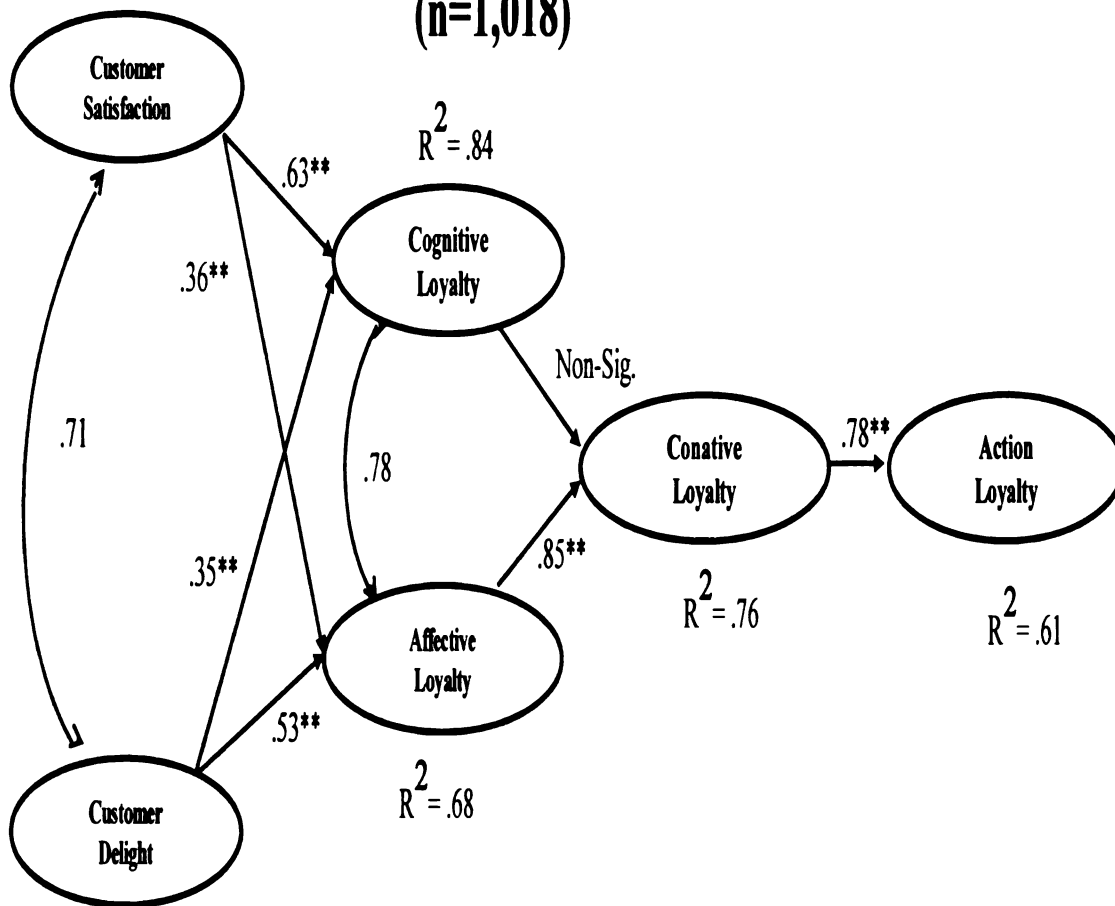 (n=1,018)
Customer
Satisfaction
R2 = .84
.63**
Cognitive
Loyalty
.36**
Non-Sig.
.71
.78
Conative
Loyalty
.78**
Action
Loyalty
.35**
.85**
R2 = .76
R2 = .61
Affective
Loyalty
.53**
R2 = .68
Customer
Delight